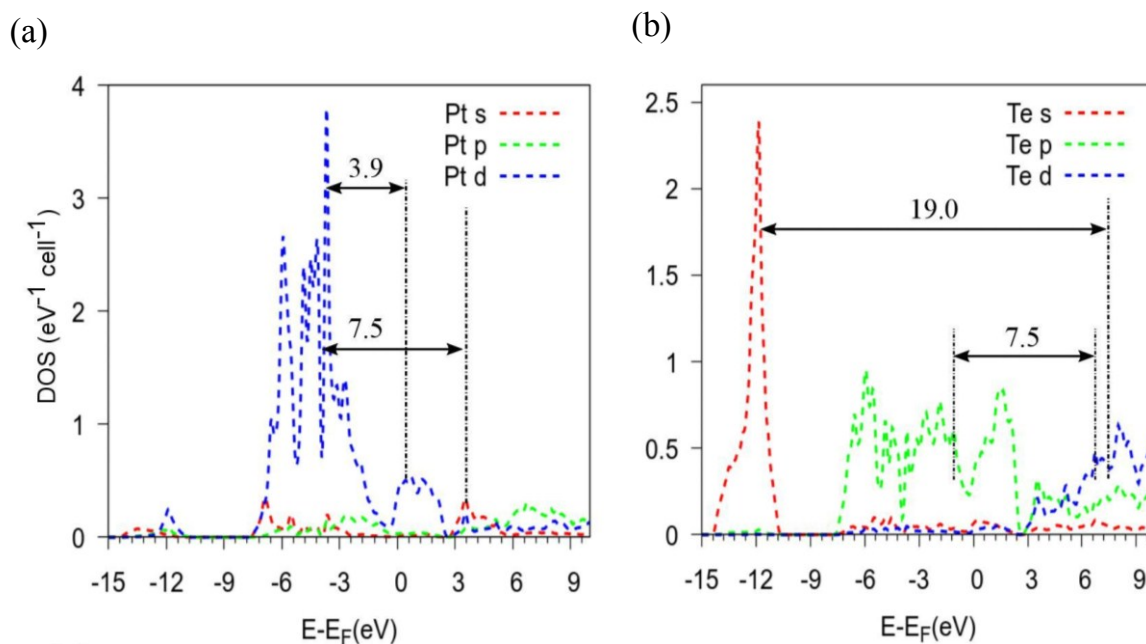 (a)
(b)
4
3
2
1
0
DOS (eV⁻¹ cell⁻¹)
Pt s
Pt p
Pt d
3.9
7.5
-15 -12 -9 -6 -3 0 3 6 9
E-E_F(eV)
2.5
2
1.5
1
0.5
0
Te s
Te p
Te d
19.0
7.5
-15 -12 -9 -6 -3 0 3 6 9
E-E_F(eV)